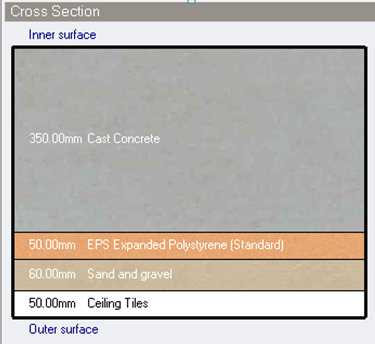 Cross Section
Inner surface
350.00mm Cast Concrete
50.00mm EPS Expanded Polystyrene (Standard)
60.00mm Sand and gravel
50.00mm Ceiling Tiles
Outer surface